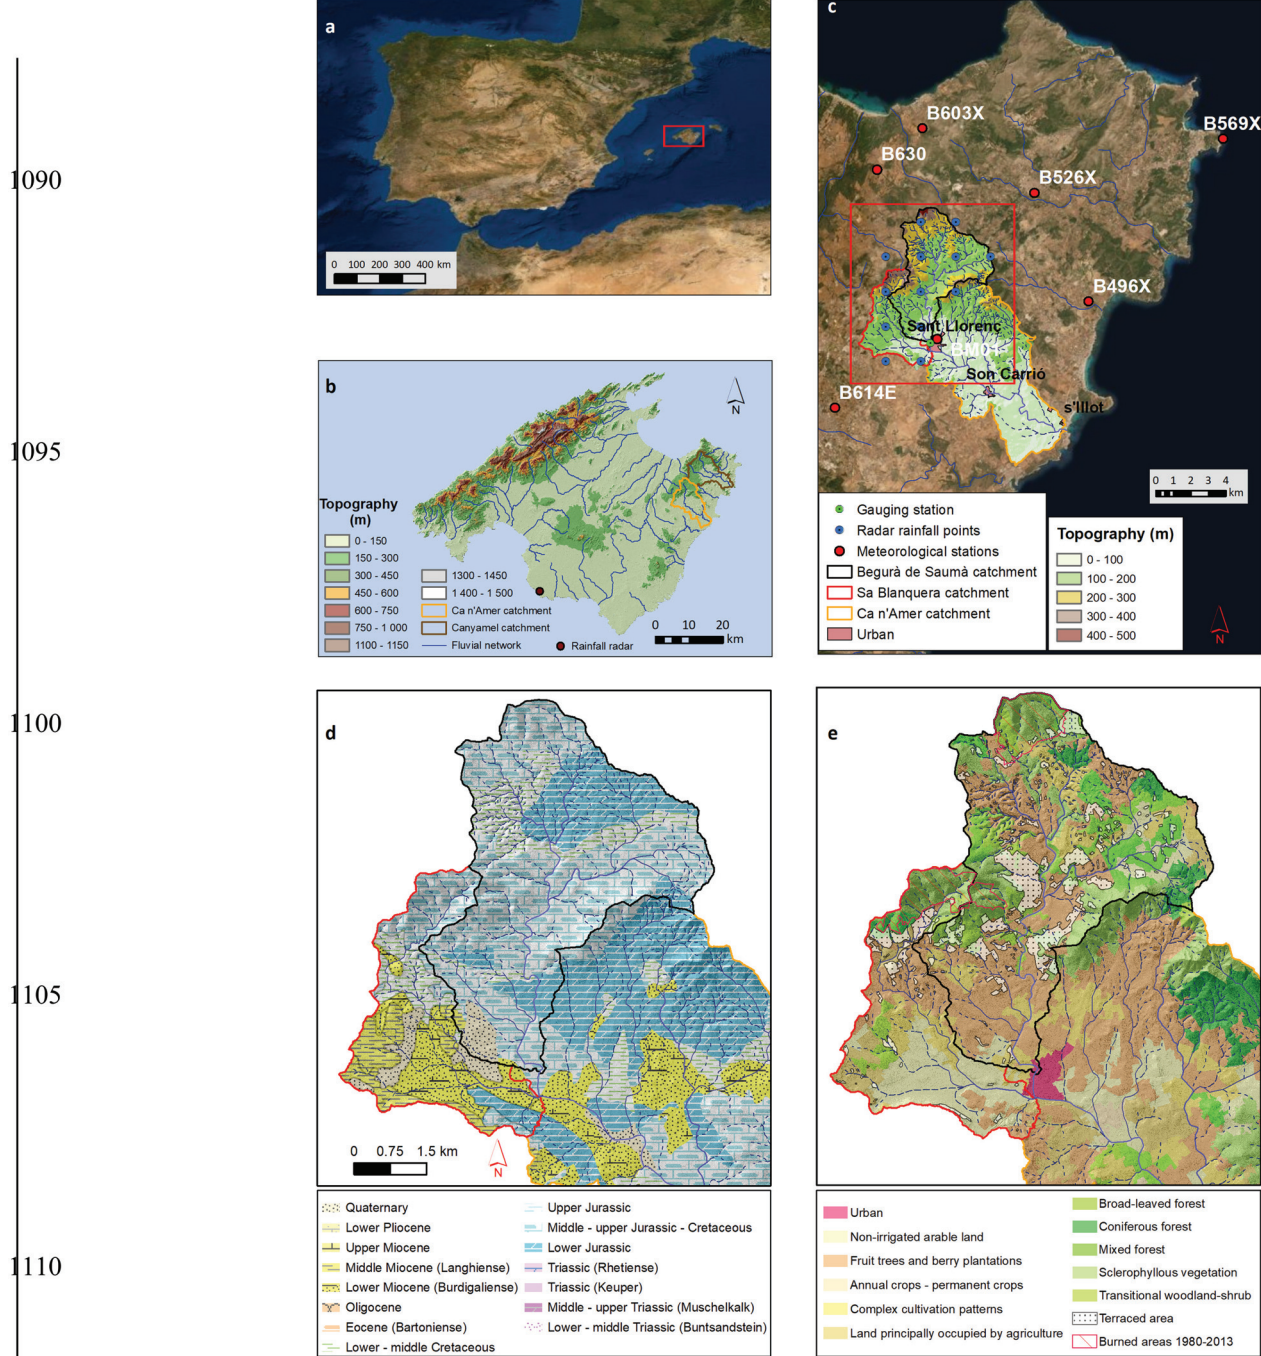 1090
1095
1100
1105
1110
a
0 100 200 300 400 km
b
N
Topography
(m)
0 - 150
150 - 300
300 - 450
450 - 600
600 - 750
750 - 1 000
1100 - 1150
1300 - 1450
1 400 - 1 500
Ca n'Amer catchment
Canyamel catchment
Fluvial network
Rainfall radar
0 10 20
km
c
B603X
B569X
B630
B526X
B496X
Sant Llorenç
Son Carrió
B614E
s'Illot
0 1 2 3 4
km
Gauging station
Radar rainfall points
Meteorological stations
Begurà de Saumà catchment
Sa Blanquera catchment
Ca n'Amer catchment
Urban
Topography (m)
0 - 100
100 - 200
200 - 300
300 - 400
400 - 500
N
d
0 0.75 1.5 km
N
Quaternary
Lower Pliocene
Upper Miocene
Middle Miocene (Langhiense)
Lower Miocene (Burdigaliense)
Oligocene
Eocene (Bartoniense)
Lower - middle Cretaceous
Upper Jurassic
Middle - upper Jurassic - Cretaceous
Lower Jurassic
Triassic (Rhetiense)
Triassic (Keuper)
Middle - upper Triassic (Muschelkalk)
Lower - middle Triassic (Buntsandstein)
e
Urban
Non-irrigated arable land
Fruit trees and berry plantations
Annual crops - permanent crops
Complex cultivation patterns
Land principally occupied by agriculture
Broad-leaved forest
Coniferous forest
Mixed forest
Sclerophyllous vegetation
Transitional woodland-shrub
Terraced area
Burned areas 1980-2013